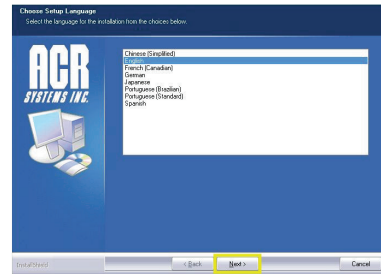 Choose Setup Language
Select the language for the installation from the choices below.
ACR
SYSTEMS INC.
Chinese (Simplified)
English
French (Canadian)
German
Japanese
Portuguese (Brazilian)
Portuguese (Standard)
Spanish
InstallShield
< Back
Next >
Cancel